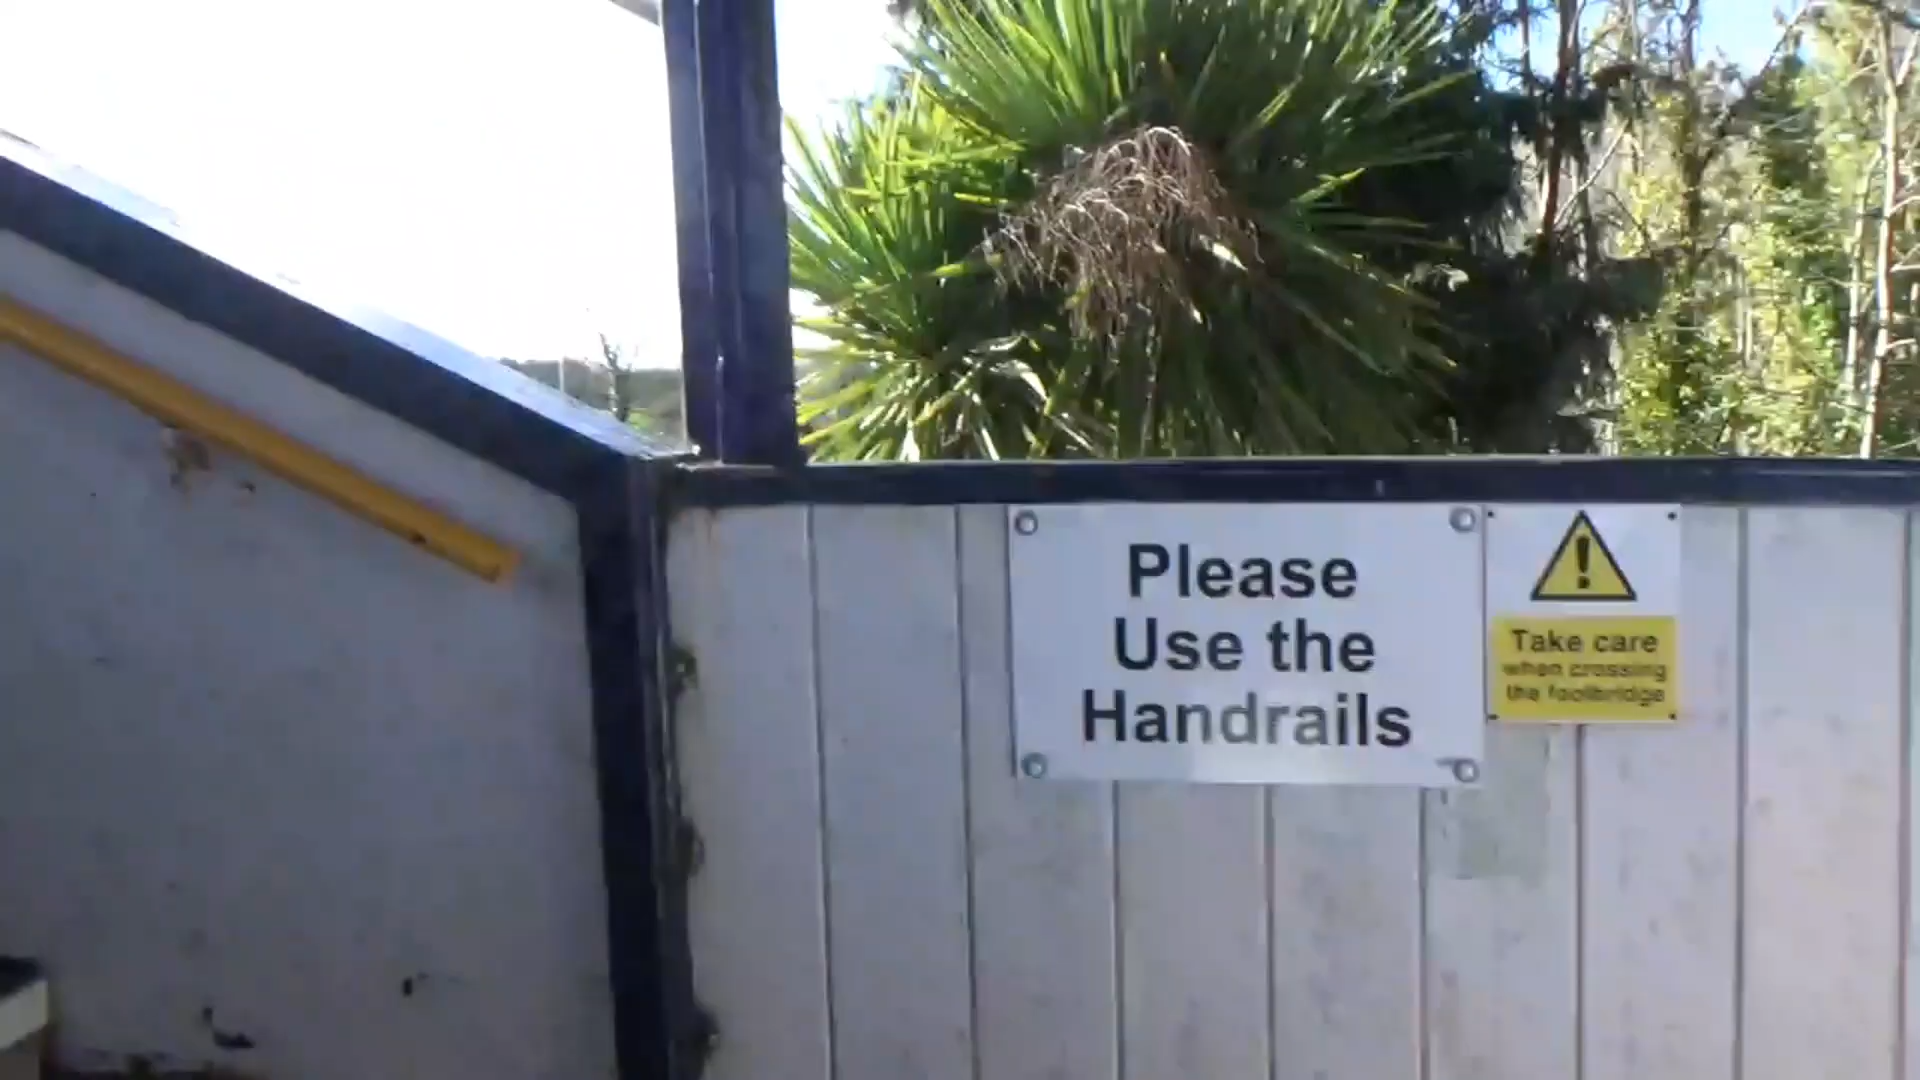 Please
Use the
Handrails
Take care
when crossing
the footbridge